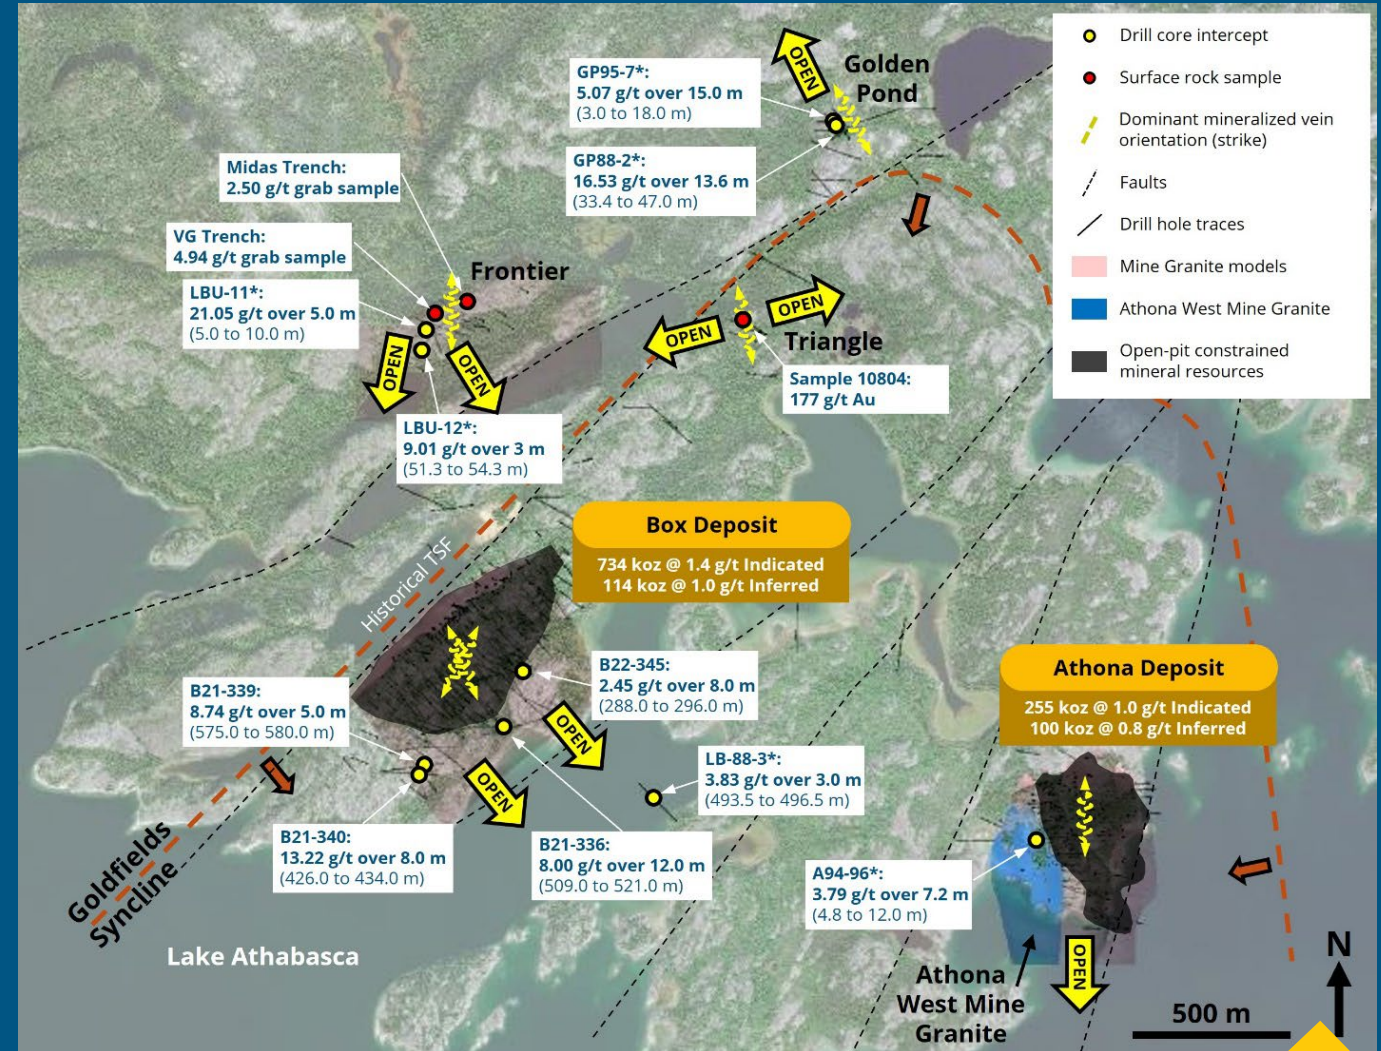 GP95-7*:
5.07 g/t over 15.0 m
(3.0 to 18.0 m)
OPEN
Golden
Pond
GP88-2*:
16.53 g/t over 13.6 m
(33.4 to 47.0 m)
Drill core intercept
Surface rock sample
Dominant mineralized vein
orientation (strike)
Faults
Drill hole traces
Mine Granite models
Athona West Mine Granite
Open-pit constrained
mineral resources
Midas Trench:
2.50 g/t grab sample
VG Trench:
4.94 g/t grab sample
LBU-11*:
21.05 g/t over 5.0 m
(5.0 to 10.0 m)
Frontier
OPEN
OPEN
LBU-12*:
9.01 g/t over 3 m
(51.3 to 54.3 m)
OPEN
OPEN
Triangle
Sample 10804:
177 g/t Au
Historical TSF
Box Deposit
734 koz @ 1.4 g/t Indicated
114 koz @ 1.0 g/t Inferred
B22-345:
2.45 g/t over 8.0 m
(288.0 to 296.0 m)
B21-339:
8.74 g/t over 5.0 m
(575.0 to 580.0 m)
OPEN
OPEN
LB-88-3*:
3.83 g/t over 3.0 m
(493.5 to 496.5 m)
B21-340:
13.22 g/t over 8.0 m
(426.0 to 434.0 m)
B21-336:
8.00 g/t over 12.0 m
(509.0 to 521.0 m)
Athona Deposit
255 koz @ 1.0 g/t Indicated
100 koz @ 0.8 g/t Inferred
A94-96*:
3.79 g/t over 7.2 m
(4.8 to 12.0 m)
OPEN
Athona
West Mine
Granite
Goldfields
Syncline
Lake Athabasca
N
500 m